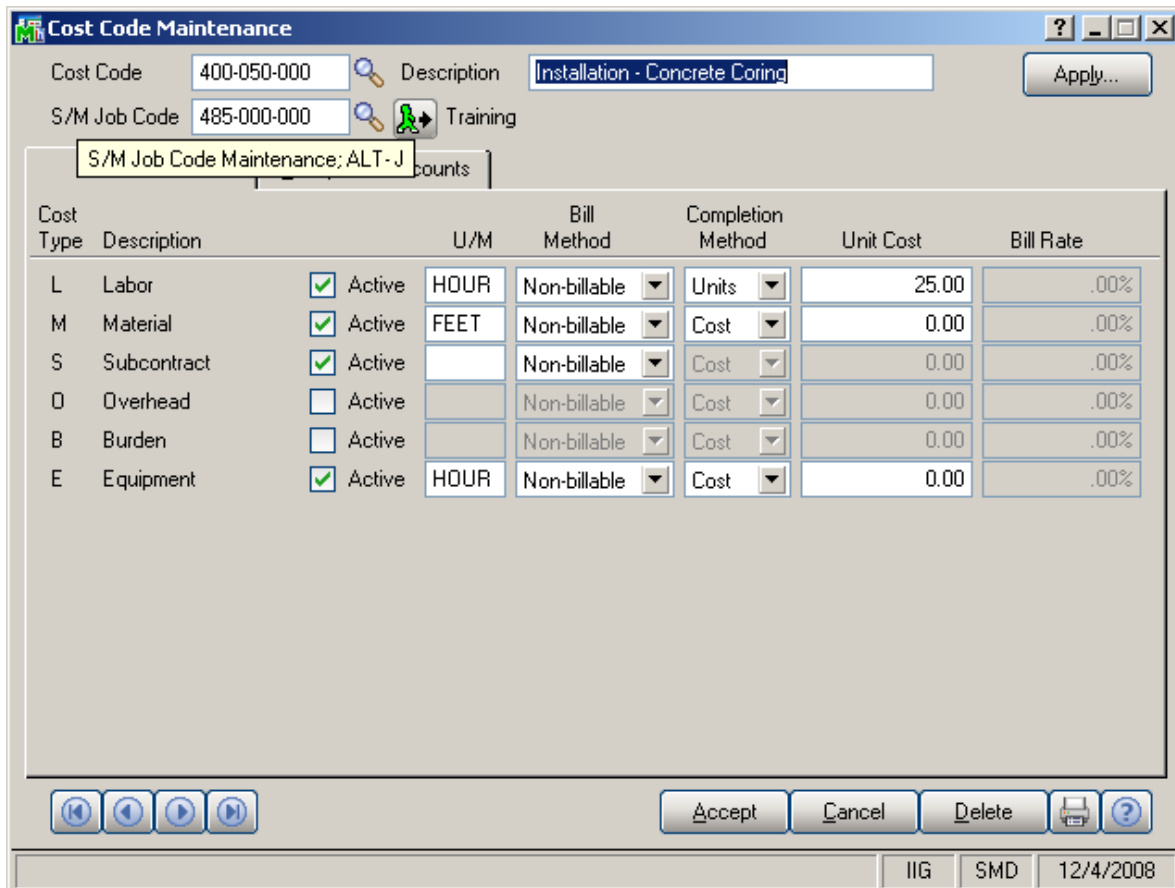 Cost Code Maintenance
Cost Code 400-050-000 Description Installation - Concrete Coring Apply...
S/M Job Code 485-000-000 Training
S/M Job Code Maintenance; ALT-J
counts
Cost Type Description U/M Bill Method Completion Method Unit Cost Bill Rate
L Labor Active HOUR Non-billable Units 25.00 .00%
M Material Active FEET Non-billable Cost 0.00 .00%
S Subcontract Active Non-billable Cost 0.00 .00%
O Overhead Active Non-billable Cost 0.00 .00%
B Burden Active Non-billable Cost 0.00 .00%
E Equipment Active HOUR Non-billable Cost 0.00 .00%
Accept Cancel Delete
IIG SMD 12/4/2008